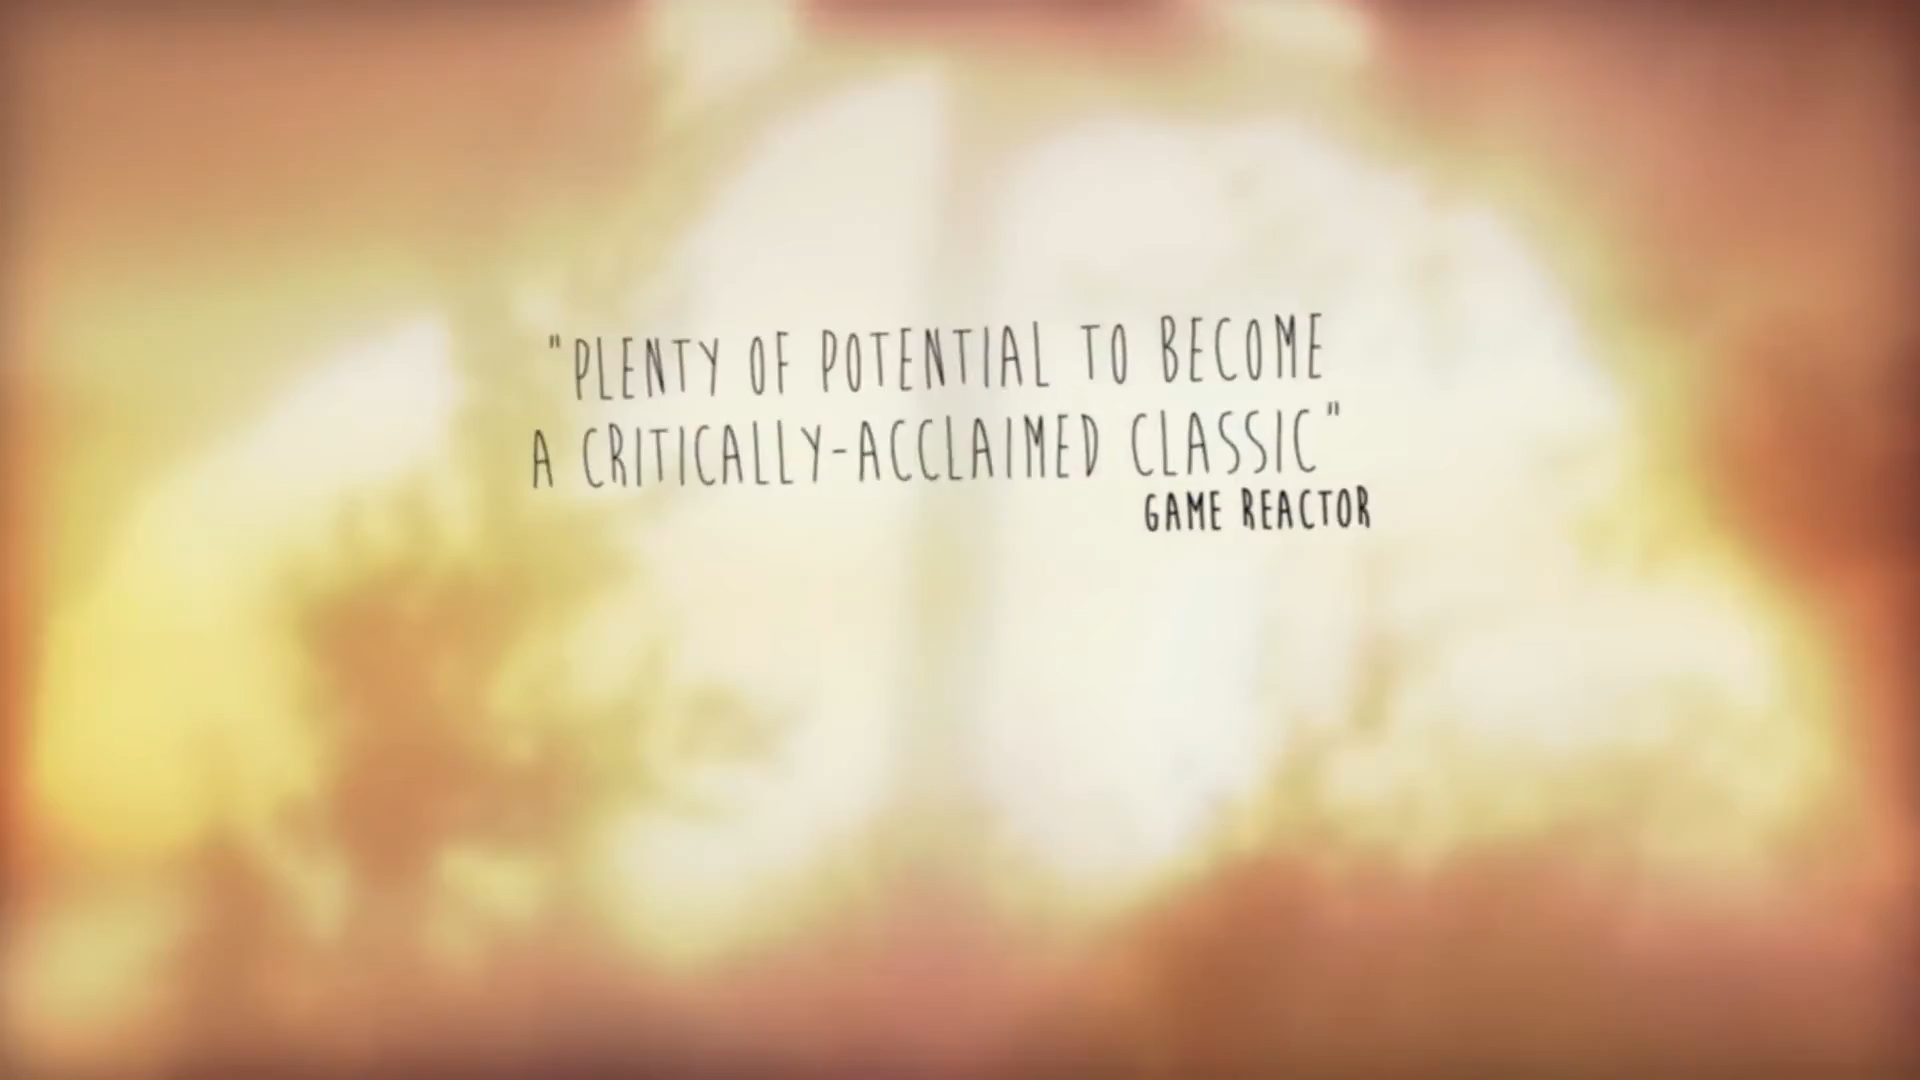 "PLENTY OF POTENTIAL TO BECOME
A CRITICALLY-ACCLAIMED CLASSIC"
GAME REACTOR